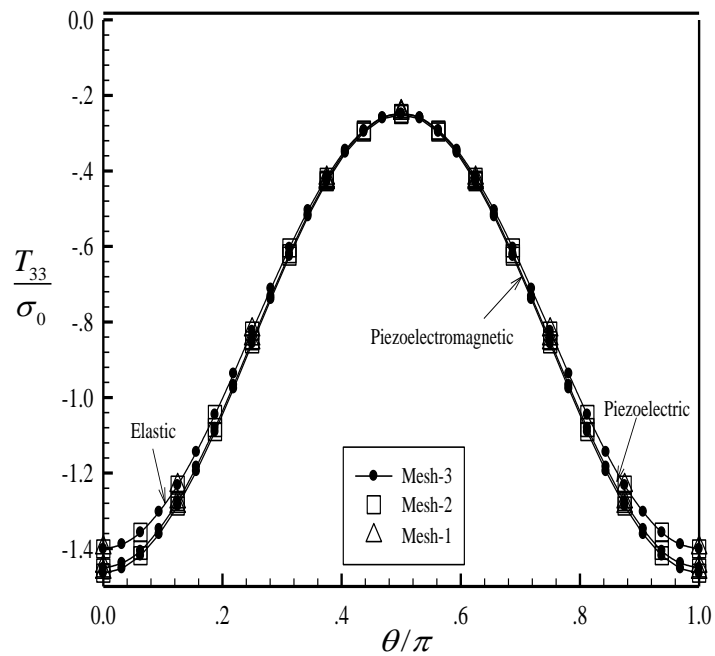 0.0
-.2
-.4
-.6
-.8
-1.0
-1.2
-1.4
T33
σ0
Piezoelectromagnetic
Piezoelectric
Elastic
Mesh-3
Mesh-2
Mesh-1
0.0 .2 .4 .6 .8 1.0
θ/π